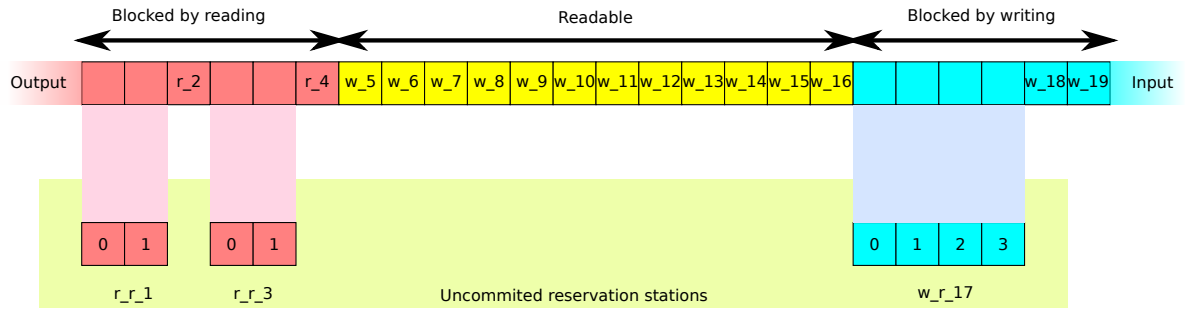 Blocked by reading Readable Blocked by writing
Output r_2 r_4 w_5 w_6 w_7 w_8 w_9 w_10 w_11 w_12 w_13 w_14 w_15 w_16 w_18 w_19 Input
0 1 0 1 0 1 2 3
r_r_1 r_r_3 Uncommited reservation stations w_r_17